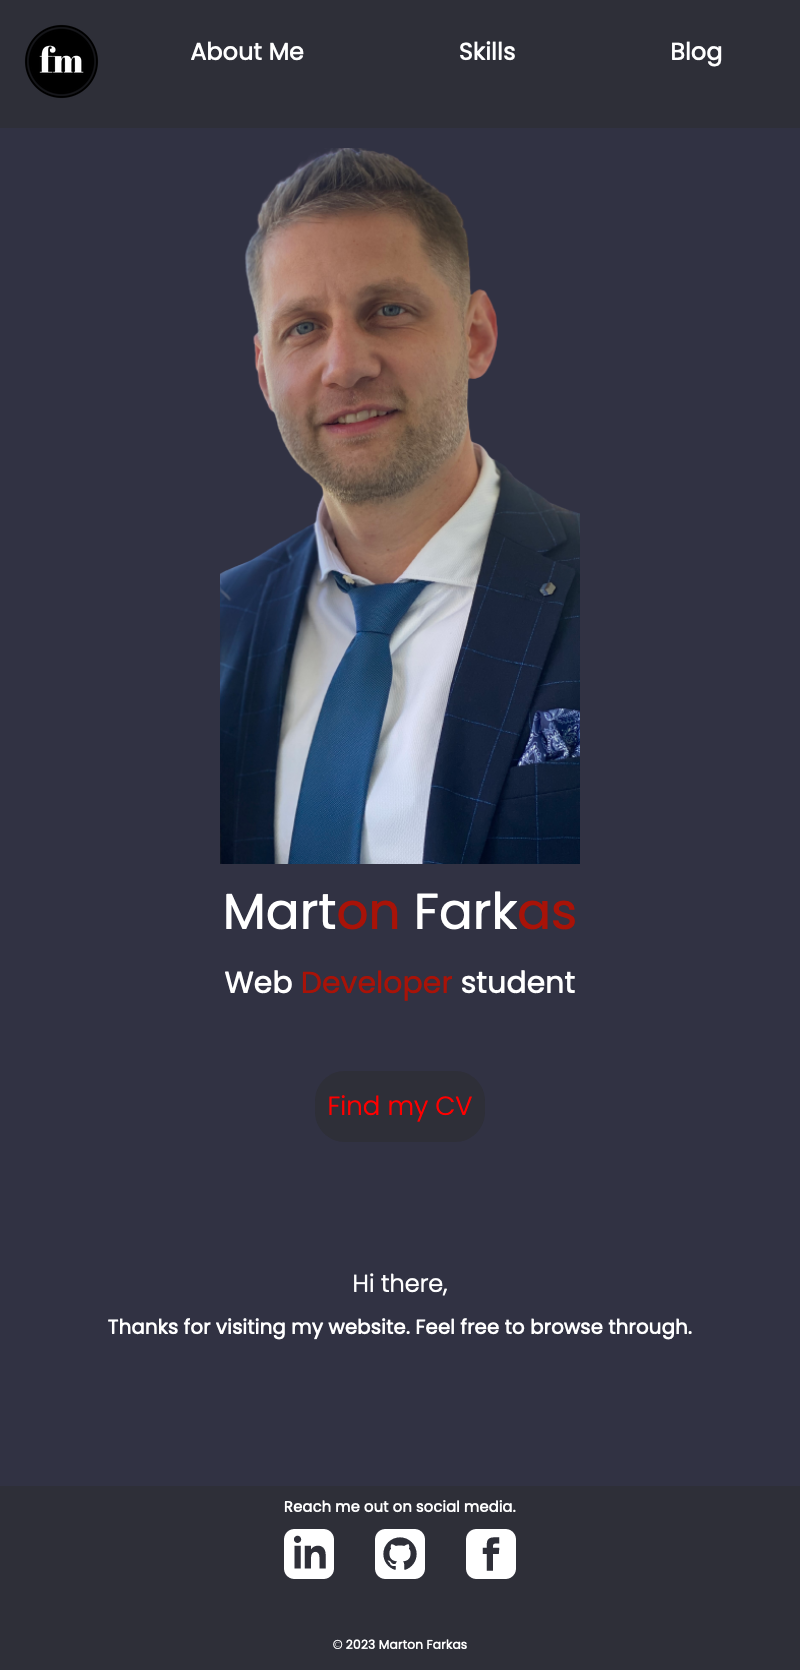 fm
About Me
Skills
Blog
Marton Farkas
Web Developer student
Find my CV
Hi there,
Thanks for visiting my website. Feel free to browse through.
Reach me out on social media.
in
f
© 2023 Marton Farkas